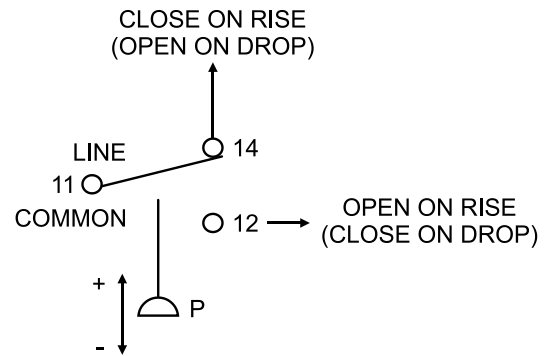 CLOSE ON RISE
(OPEN ON DROP)
LINE
14
11
COMMON
12
OPEN ON RISE
(CLOSE ON DROP)
+
P
-